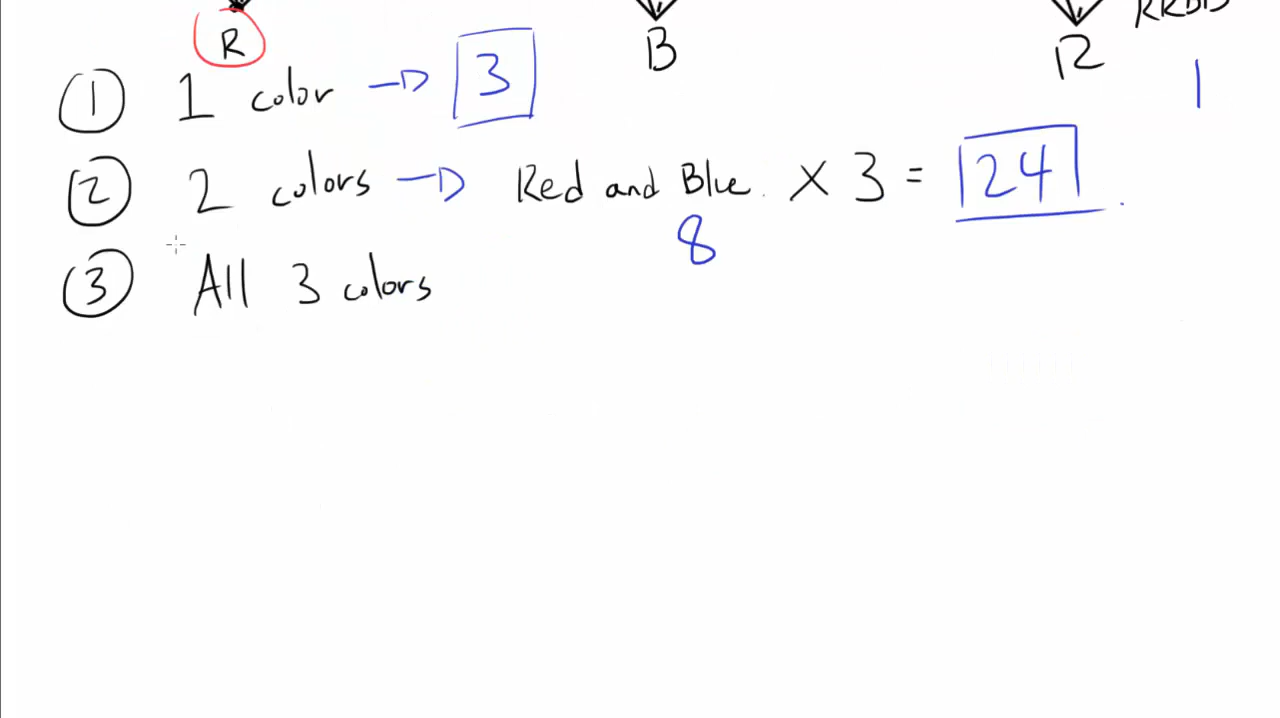 R B R
① 1 color → 3 1
② 2 colors → Red and Blue. × 3 = 24
8
③ All 3 colors